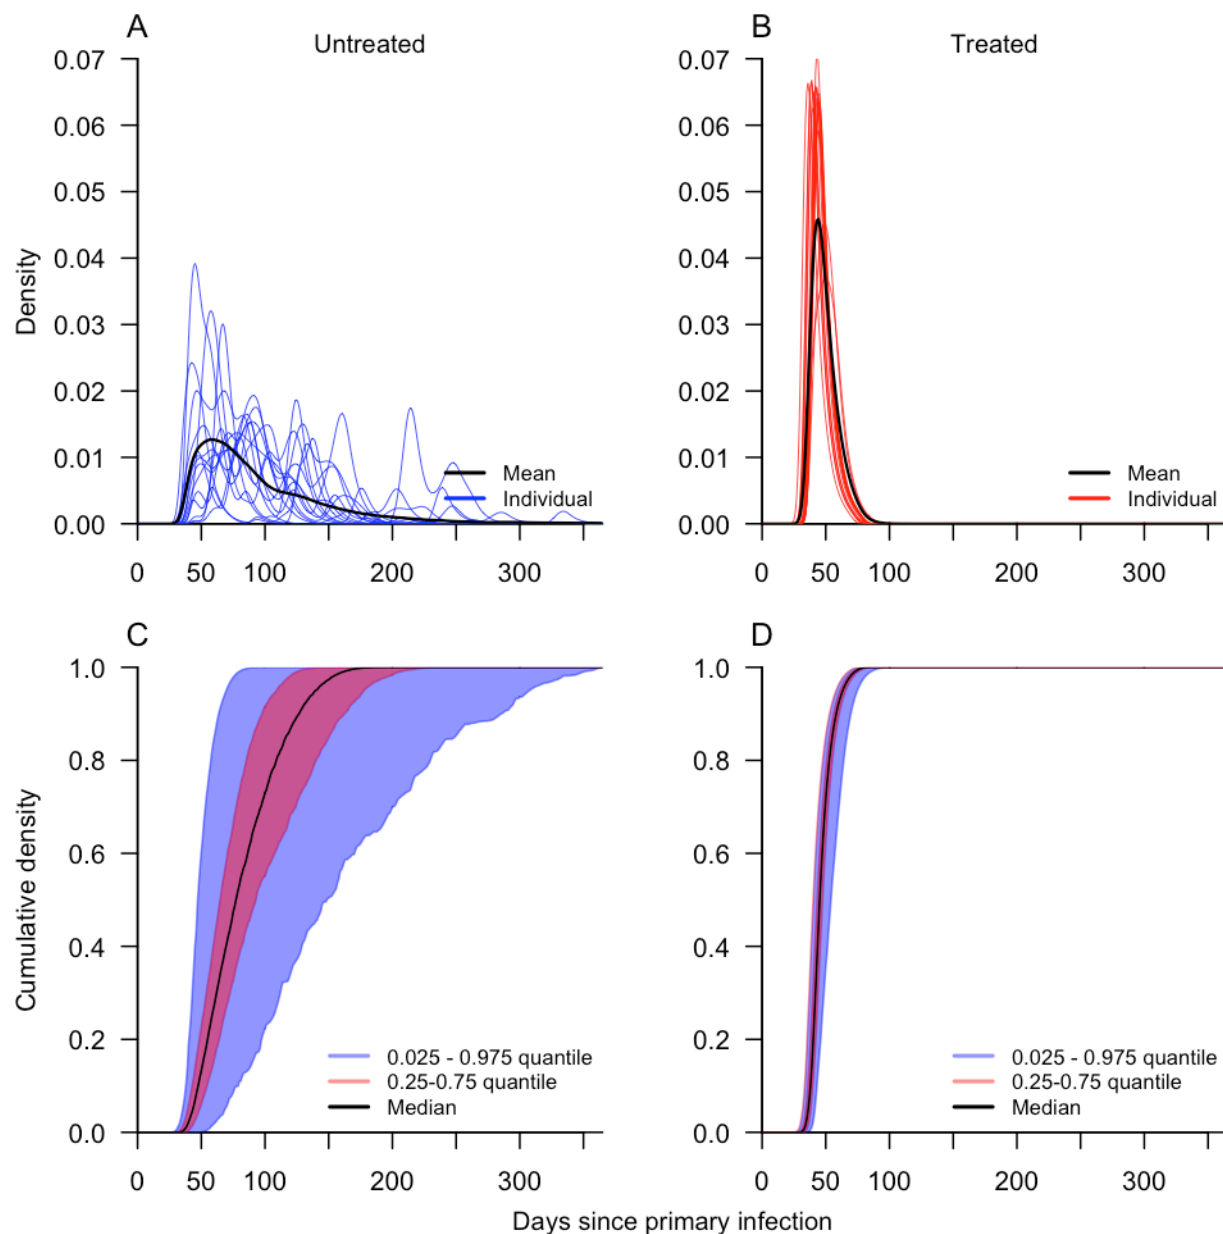 A
Untreated
0.07
0.06
0.05
0.04
0.03
0.02
0.01
0.00
Density
Mean
Individual
0 50 100 200 300
B
Treated
0.07
0.06
0.05
0.04
0.03
0.02
0.01
0.00
Mean
Individual
0 50 100 200 300
C
1.0
0.8
0.6
0.4
0.2
0.0
Cumulative density
0.025 - 0.975 quantile
0.25-0.75 quantile
Median
0 50 100 200 300
D
1.0
0.8
0.6
0.4
0.2
0.0
0.025 - 0.975 quantile
0.25-0.75 quantile
Median
0 50 100 200 300
Days since primary infection